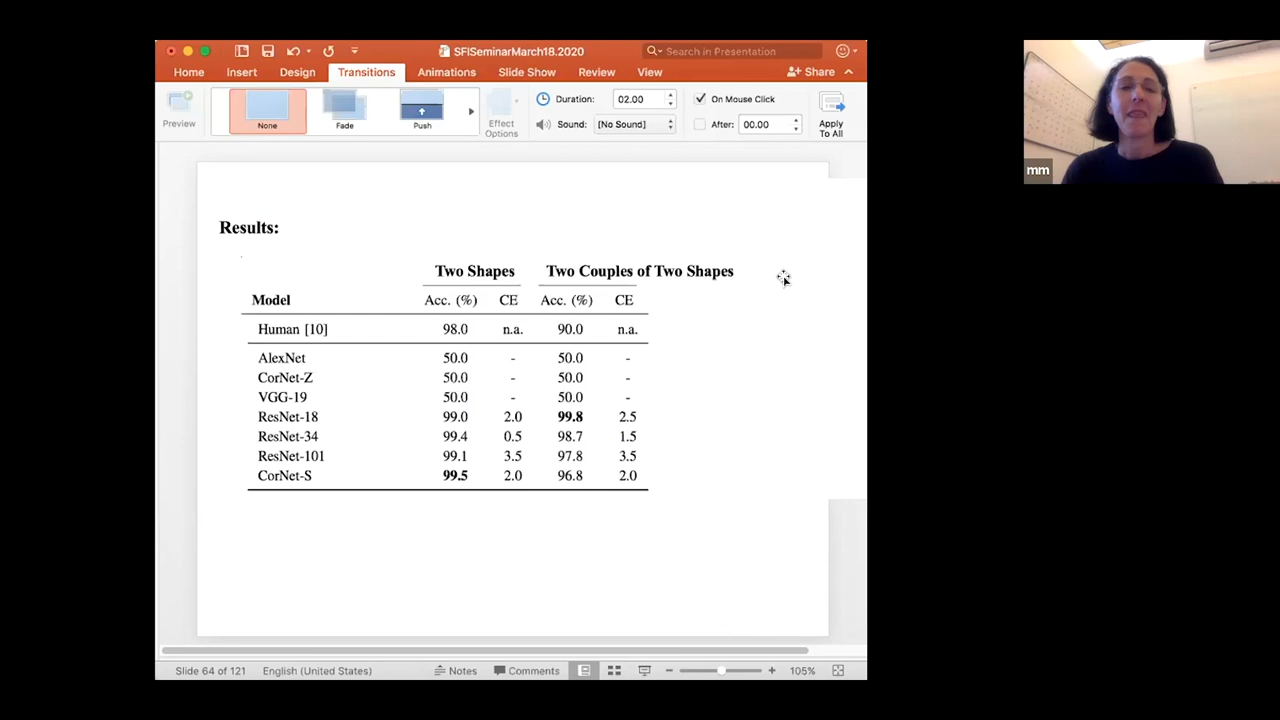 SFISeminarMarch18.2020
Search in Presentation
Home Insert Design Transitions Animations Slide Show Review View Share
Preview
None
Fade
Push
Effect Options
Duration: 02.00
Sound: [No Sound]
On Mouse Click
After: 00.00
Apply To All
mm
Results:
Two Shapes Two Couples of Two Shapes
Model Acc. (%) CE Acc. (%) CE
Human [10] 98.0 n.a. 90.0 n.a.
AlexNet 50.0 - 50.0 -
CorNet-Z 50.0 - 50.0 -
VGG-19 50.0 - 50.0 -
ResNet-18 99.0 2.0 99.8 2.5
ResNet-34 99.4 0.5 98.7 1.5
ResNet-101 99.1 3.5 97.8 3.5
CorNet-S 99.5 2.0 96.8 2.0
Slide 64 of 121 English (United States) Notes Comments 105%